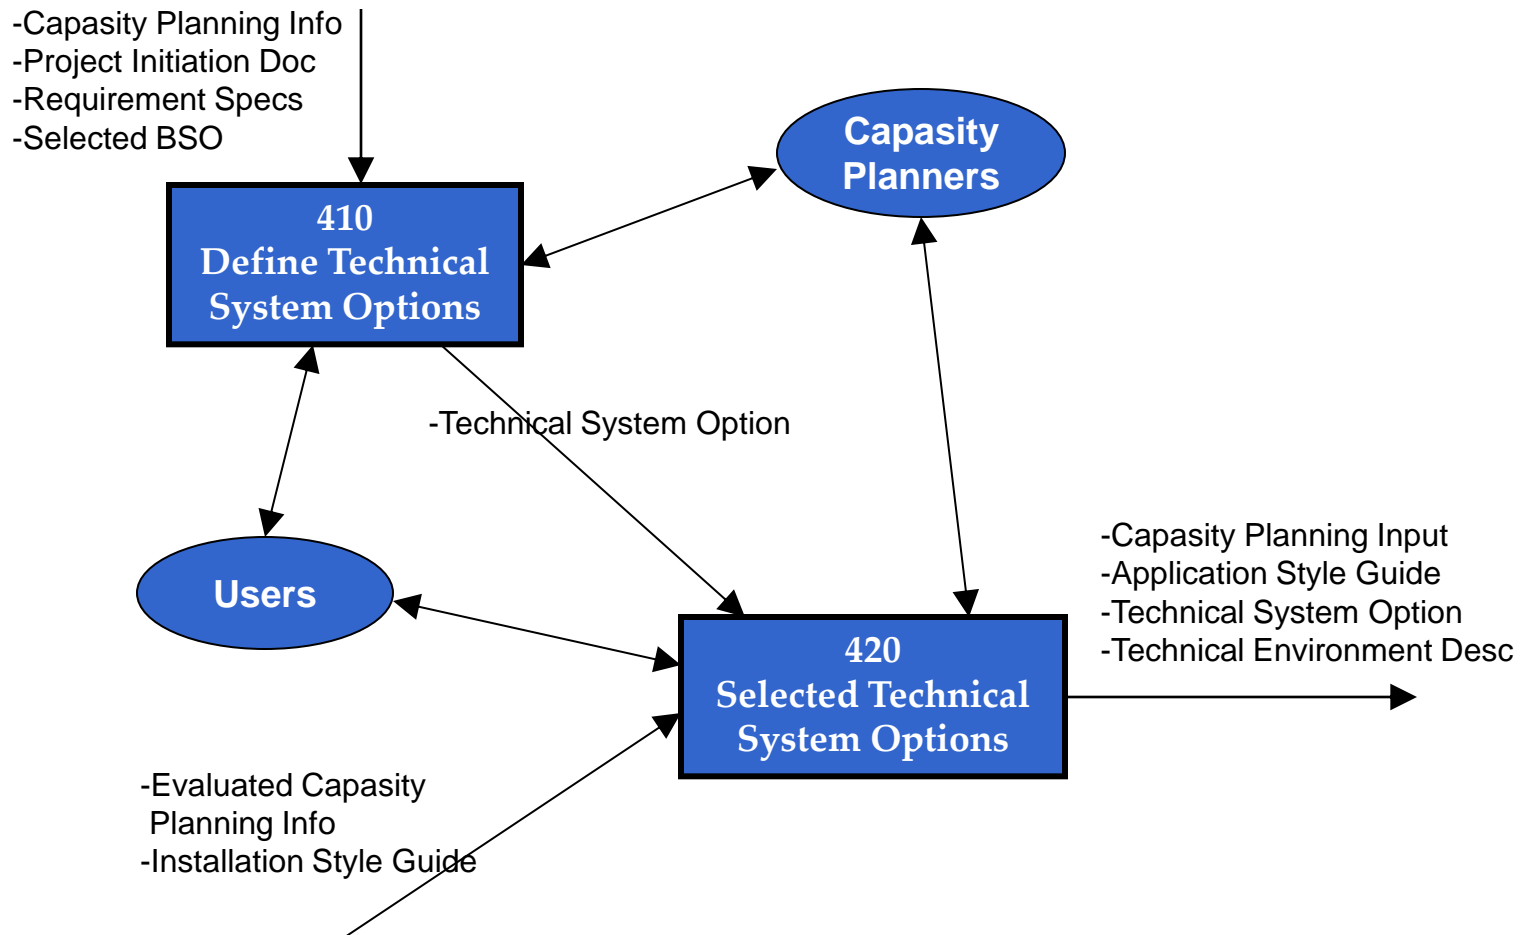 -Capasity Planning Info
-Project Initiation Doc
-Requirement Specs
-Selected BSO
Capasity
Planners
410
Define Technical
System Options
-Technical System Option
Users
-Capasity Planning Input
-Application Style Guide
-Technical System Option
-Technical Environment Desc
420
Selected Technical
System Options
-Evaluated Capasity
Planning Info
-Installation Style Guide